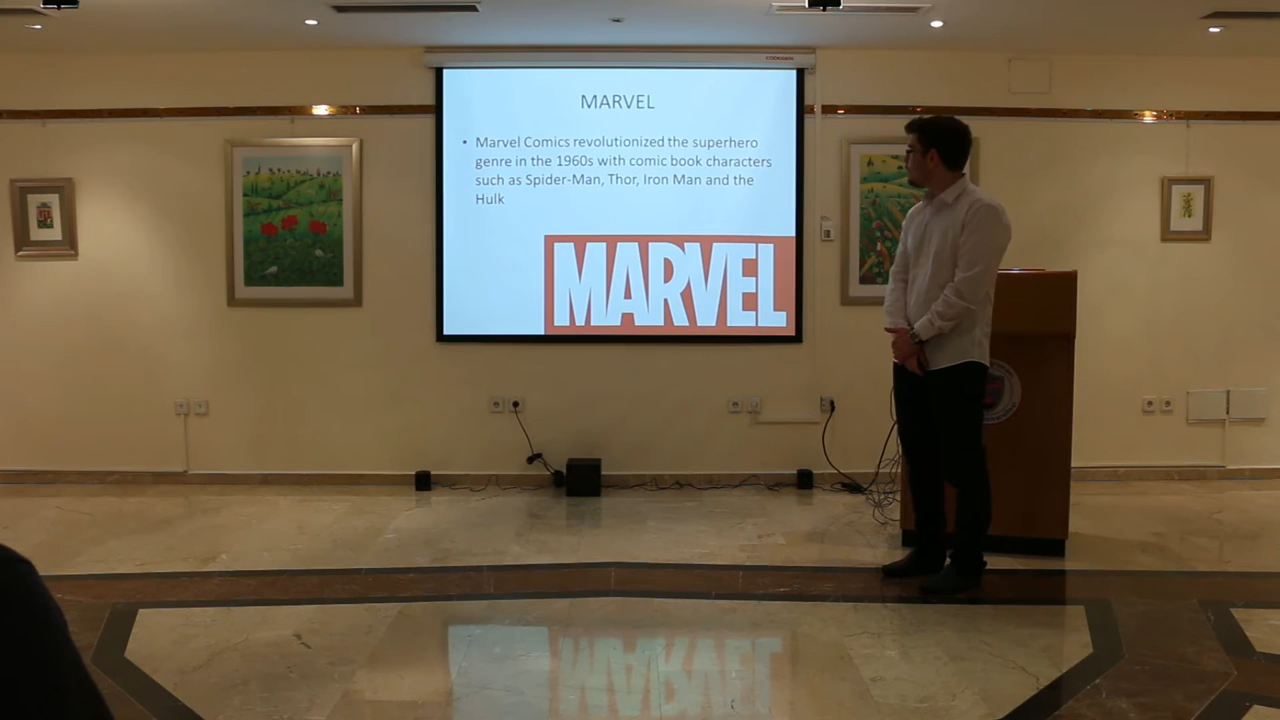 MARVEL
• Marvel Comics revolutionized the superhero
genre in the 1960s with comic book characters
such as Spider-Man, Thor, Iron Man and the
Hulk
MARVEL